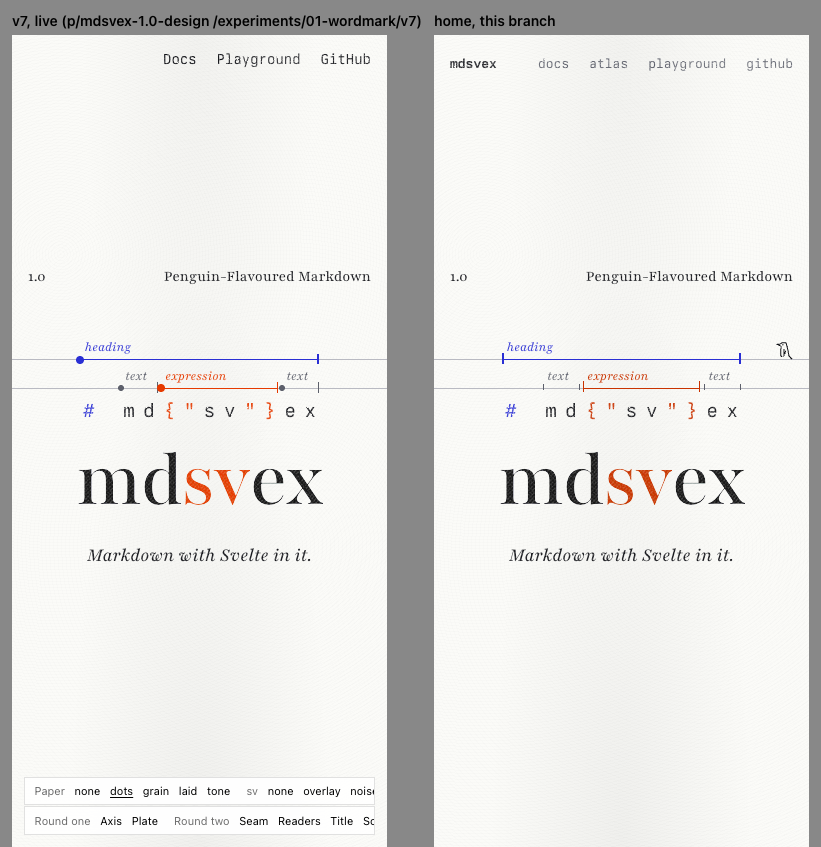 v7, live (p/mdsvex-1.0-design /experiments/01-wordmark/v7)
Docs Playground GitHub
1.0 Penguin-Flavoured Markdown
heading
text expression text
# md{"sv"}ex
mdsvex
Markdown with Svelte in it.
Paper none dots grain laid tone sv none overlay
Round one Axis Plate Round two Seam Readers Title
home, this branch
mdsvex docs atlas playground github
1.0 Penguin-Flavoured Markdown
heading
text expression text
# md{"sv"}ex
mdsvex
Markdown with Svelte in it.